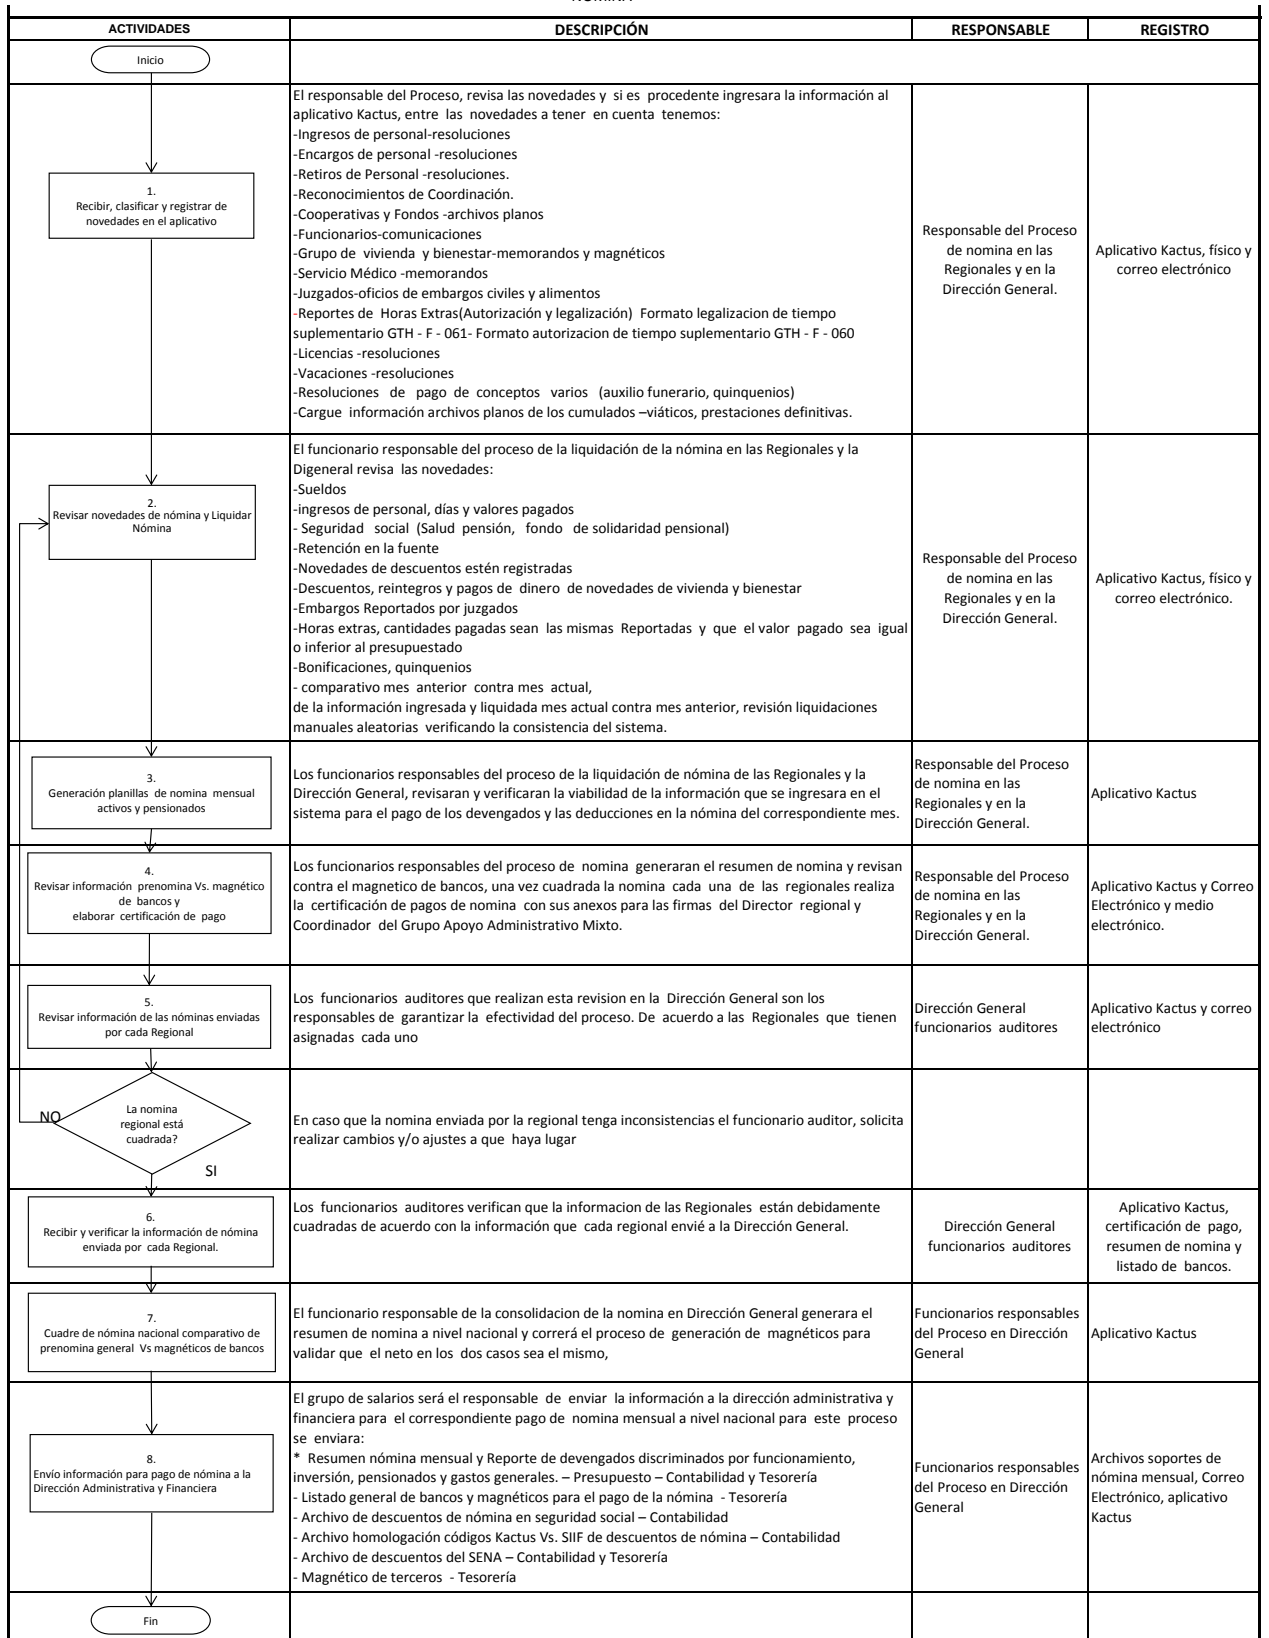 NOMINA
ACTIVIDADES
DESCRIPCIÓN
RESPONSABLE
REGISTRO
Inicio
1.
Recibir, clasificar y registrar de
novedades en el aplicativo
El responsable del Proceso, revisa las novedades y si es procedente ingresara la información al
aplicativo Kactus, entre las novedades a tener en cuenta tenemos:
-Ingresos de personal-resoluciones
-Encargos de personal -resoluciones
-Retiros de Personal -resoluciones.
-Reconocimientos de Coordinación.
-Cooperativas y Fondos -archivos planos
-Funcionarios-comunicaciones
-Grupo de vivienda y bienestar-memorandos y magnéticos
-Servicio Médico -memorandos
-Juzgados-oficios de embargos civiles y alimentos
-Reportes de Horas Extras(Autorización y legalización) Formato legalizacion de tiempo
suplementario GTH - F - 061- Formato autorizacion de tiempo suplementario GTH - F - 060
-Licencias -resoluciones
-Vacaciones -resoluciones
-Resoluciones de pago de conceptos varios (auxilio funerario, quinquenios)
-Cargue información archivos planos de los cumulados –viáticos, prestaciones definitivas.
Responsable del Proceso
de nomina en las
Regionales y en la
Dirección General.
Aplicativo Kactus, físico y
correo electrónico
2.
Revisar novedades de nómina y Liquidar
Nómina
El funcionario responsable del proceso de la liquidación de la nómina en las Regionales y la
Digeneral revisa las novedades:
-Sueldos
-ingresos de personal, días y valores pagados
- Seguridad social (Salud pensión, fondo de solidaridad pensional)
-Retención en la fuente
-Novedades de descuentos estén registradas
-Descuentos, reintegros y pagos de dinero de novedades de vivienda y bienestar
-Embargos Reportados por juzgados
-Horas extras, cantidades pagadas sean las mismas Reportadas y que el valor pagado sea igual
o inferior al presupuestado
-Bonificaciones, quinquenios
- comparativo mes anterior contra mes actual,
de la información ingresada y liquidada mes actual contra mes anterior, revisión liquidaciones
manuales aleatorias verificando la consistencia del sistema.
Responsable del Proceso
de nomina en las
Regionales y en la
Dirección General.
Aplicativo Kactus, físico y
correo electrónico.
3.
Generación planillas de nomina mensual
activos y pensionados
Los funcionarios responsables del proceso de la liquidación de nómina de las Regionales y la
Dirección General, revisaran y verificaran la viabilidad de la información que se ingresara en el
sistema para el pago de los devengados y las deducciones en la nómina del correspondiente mes.
Responsable del Proceso
de nomina en las
Regionales y en la
Dirección General.
Aplicativo Kactus
4.
Revisar información prenomina Vs. magnético
de bancos y
elaborar certificación de pago
Los funcionarios responsables del proceso de nomina generaran el resumen de nomina y revisan
contra el magnetico de bancos, una vez cuadrada la nomina cada una de las regionales realiza
la certificación de pagos de nomina con sus anexos para las firmas del Director regional y
Coordinador del Grupo Apoyo Administrativo Mixto.
Responsable del Proceso
de nomina en las
Regionales y en la
Dirección General.
Aplicativo Kactus y Correo
Electrónico y medio
electrónico.
5.
Revisar información de las nóminas enviadas
por cada Regional
Los funcionarios auditores que realizan esta revision en la Dirección General son los
responsables de garantizar la efectividad del proceso. De acuerdo a las Regionales que tienen
asignadas cada uno
Dirección General
funcionarios auditores
Aplicativo Kactus y correo
electrónico
NO
La nomina
regional está
cuadrada?
SI
En caso que la nomina enviada por la regional tenga inconsistencias el funcionario auditor, solicita
realizar cambios y/o ajustes a que haya lugar
6.
Recibir y verificar la información de nómina
enviada por cada Regional.
Los funcionarios auditores verifican que la informacion de las Regionales están debidamente
cuadradas de acuerdo con la información que cada regional envié a la Dirección General.
Dirección General
funcionarios auditores
Aplicativo Kactus,
certificación de pago,
resumen de nomina y
listado de bancos.
7.
Cuadre de nómina nacional comparativo de
prenomina general Vs magnéticos de bancos
El funcionario responsable de la consolidacion de la nomina en Dirección General generara el
resumen de nomina a nivel nacional y correrá el proceso de generación de magnéticos para
validar que el neto en los dos casos sea el mismo,
Funcionarios responsables
del Proceso en Dirección
General
Aplicativo Kactus
8.
Envío información para pago de nómina a la
Dirección Administrativa y Financiera
El grupo de salarios será el responsable de enviar la información a la dirección administrativa y
financiera para el correspondiente pago de nomina mensual a nivel nacional para este proceso
se enviara:
* Resumen nómina mensual y Reporte de devengados discriminados por funcionamiento,
inversión, pensionados y gastos generales. – Presupuesto – Contabilidad y Tesorería
- Listado general de bancos y magnéticos para el pago de la nómina - Tesorería
- Archivo de descuentos de nómina en seguridad social – Contabilidad
- Archivo homologación códigos Kactus Vs. SIIF de descuentos de nómina – Contabilidad
- Archivo de descuentos del SENA – Contabilidad y Tesorería
- Magnético de terceros - Tesorería
Funcionarios responsables
del Proceso en Dirección
General
Archivos soportes de
nómina mensual, Correo
Electrónico, aplicativo
Kactus
Fin